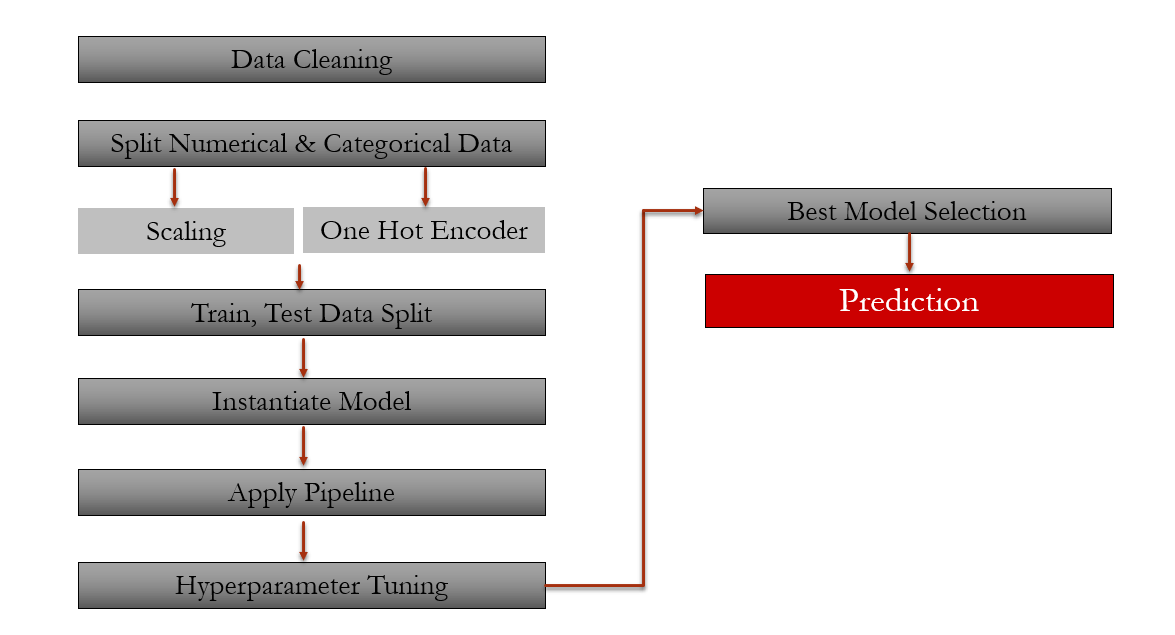 Data Cleaning
Split Numerical & Categorical Data
Scaling
One Hot Encoder
Train, Test Data Split
Instantiate Model
Apply Pipeline
Hyperparameter Tuning
Best Model Selection
Prediction